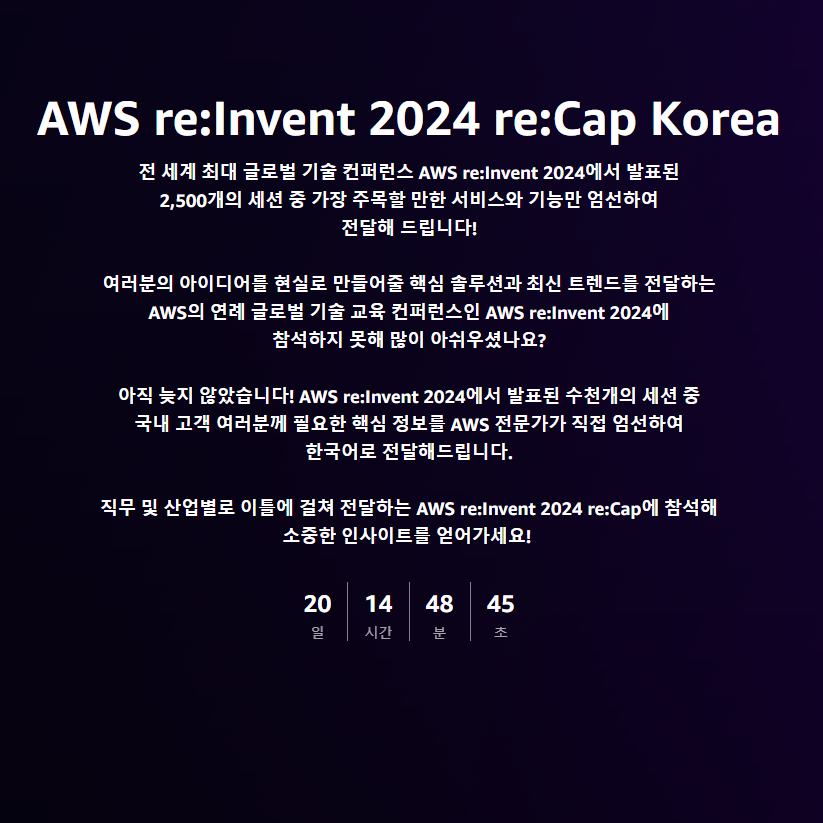 AWS re:Invent 2024 re:Cap Korea
전 세계 최대 글로벌 기술 컨퍼런스 AWS re:Invent 2024에서 발표된
2,500개의 세션 중 가장 주목할 만한 서비스와 기능만 엄선하여
전달해 드립니다!
여러분의 아이디어를 현실로 만들어줄 핵심 솔루션과 최신 트렌드를 전달하는
AWS의 연례 글로벌 기술 교육 컨퍼런스인 AWS re:Invent 2024에
참석하지 못해 많이 아쉬우셨나요?
아직 늦지 않았습니다! AWS re:Invent 2024에서 발표된 수천개의 세션 중
국내 고객 여러분께 필요한 핵심 정보를 AWS 전문가가 직접 엄선하여
한국어로 전달해드립니다.
직무 및 산업별로 이틀에 걸쳐 전달하는 AWS re:Invent 2024 re:Cap에 참석해
소중한 인사이트를 얻어가세요!
20 14 48 45
일 시간 분 초